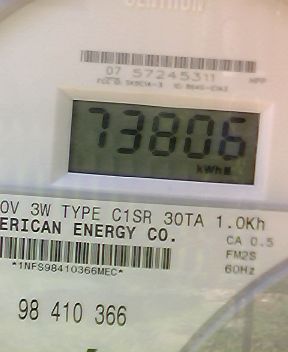 CENTRON
07 57245311
73806
kWh
0V 3W TYPE C1SR 30TA 1.0Kh
ERICAN ENERGY CO.
CA 0.5
FM2S
*1NFS98410366MEC*
60Hz
98 410 366